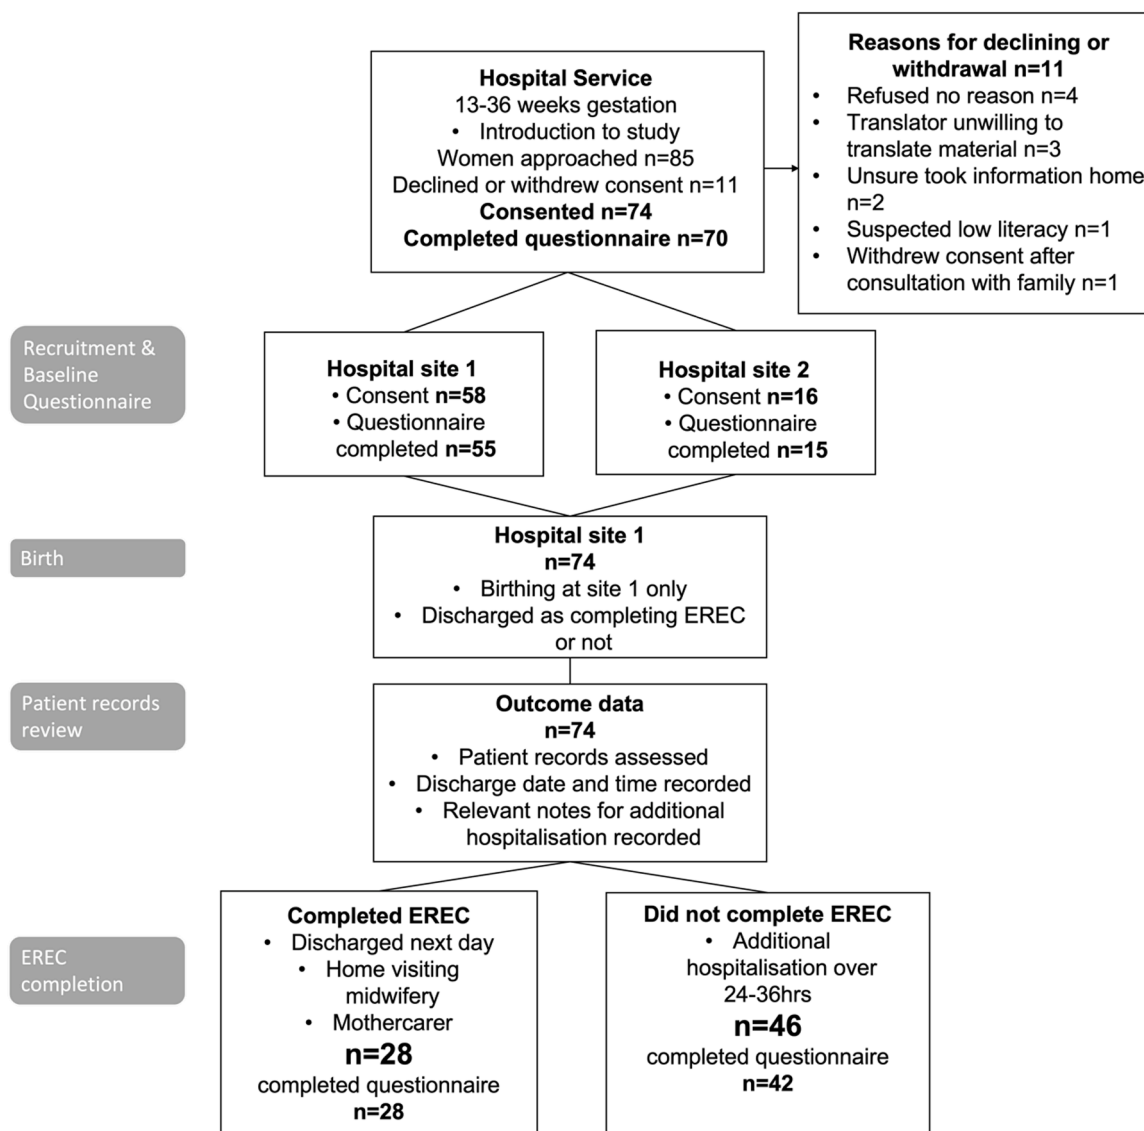 Hospital Service
13-36 weeks gestation
• Introduction to study
Women approached n=85
Declined or withdrew consent n=11
Consented n=74
Completed questionnaire n=70
Reasons for declining or
withdrawal n=11
• Refused no reason n=4
• Translator unwilling to
translate material n=3
• Unsure took information home
n=2
• Suspected low literacy n=1
• Withdrew consent after
consultation with family n=1
Recruitment &
Baseline
Questionnaire
Hospital site 1
• Consent n=58
• Questionnaire
completed n=55
Hospital site 2
• Consent n=16
• Questionnaire
completed n=15
Birth
Hospital site 1
n=74
• Birthing at site 1 only
• Discharged as completing EREC
or not
Patient records
review
Outcome data
n=74
• Patient records assessed
• Discharge date and time recorded
• Relevant notes for additional
hospitalisation recorded
EREC
completion
Completed EREC
• Discharged next day
• Home visiting
midwifery
• Mothercarer
n=28
completed questionnaire
n=28
Did not complete EREC
• Additional
hospitalisation over
24-36hrs
n=46
completed questionnaire
n=42